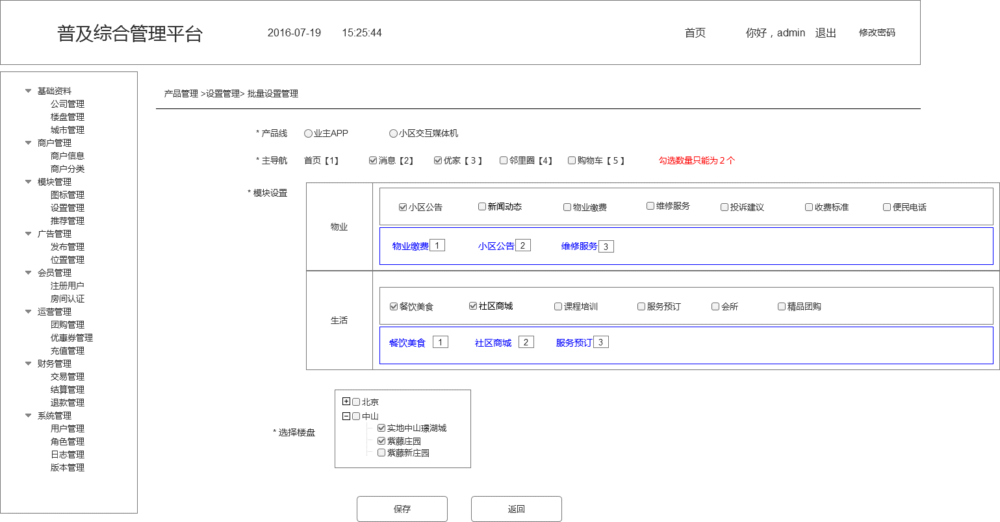 普及综合管理平台 2016-07-19 15:25:44 首页 你好，admin 退出 修改密码
基础资料
公司管理
楼盘管理
城市管理
商户管理
商户信息
商户分类
模块管理
图标管理
设置管理
推荐管理
广告管理
发布管理
位置管理
会员管理
注册用户
房间认证
运营管理
团购管理
优惠券管理
充值管理
财务管理
交易管理
结算管理
退款管理
系统管理
用户管理
角色管理
日志管理
版本管理
产品管理 >设置管理> 批量设置管理
* 产品线 业主APP 小区交互媒体机
* 主导航 首页【1】 消息【2】 优家【 3 】 邻里圈【4】 购物车【 5 】 勾选数量只能为 2 个
* 模块设置
物业
小区公告 新闻动态 物业缴费 维修服务 投诉建议 收费标准 便民电话
物业缴费 1 小区公告 2 维修服务 3
生活
餐饮美食 社区商城 课程培训 服务预订 会所 精品团购
餐饮美食 1 社区商城 2 服务预订 3
* 选择楼盘
北京
中山
实地中山璟湖城
紫藤庄园
紫藤新庄园
保存 返回